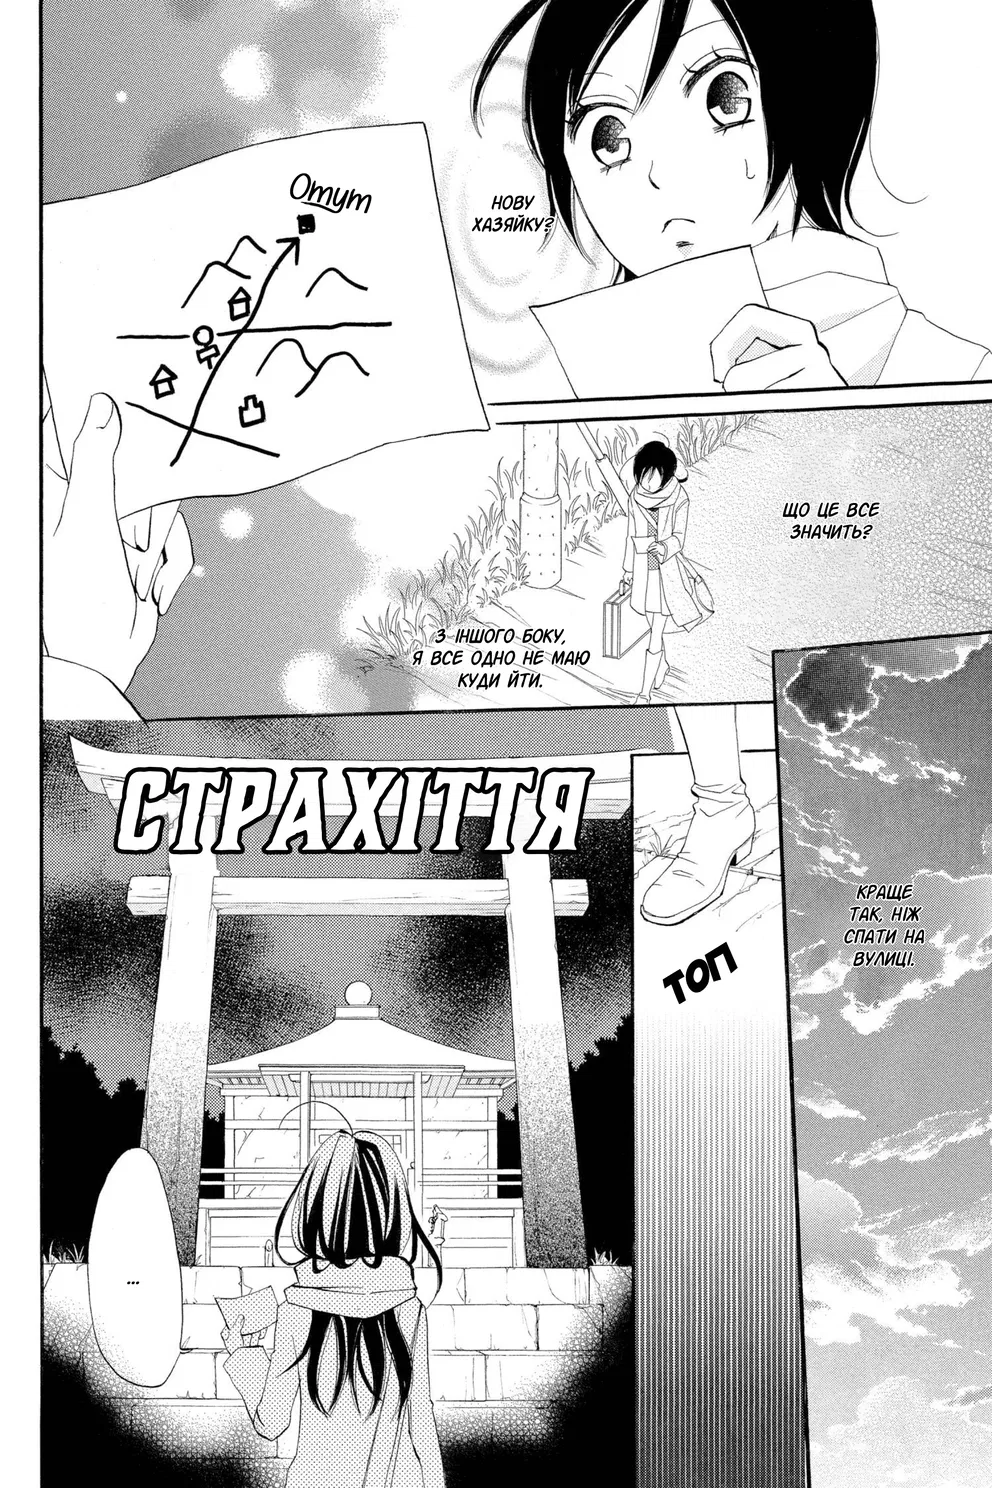 Отут
НОВУ
ХАЗЯЙКУ?
ЩО ЦЕ ВСЕ
ЗНАЧИТЬ?
З ІНШОГО БОКУ,
Я ВСЕ ОДНО НЕ МАЮ
КУДИ ЙТИ.
КРАЩЕ
ТАК, НІЖ
СПАТИ НА
ВУЛИЦІ.
ТОП
СТРАХІТТЯ
...